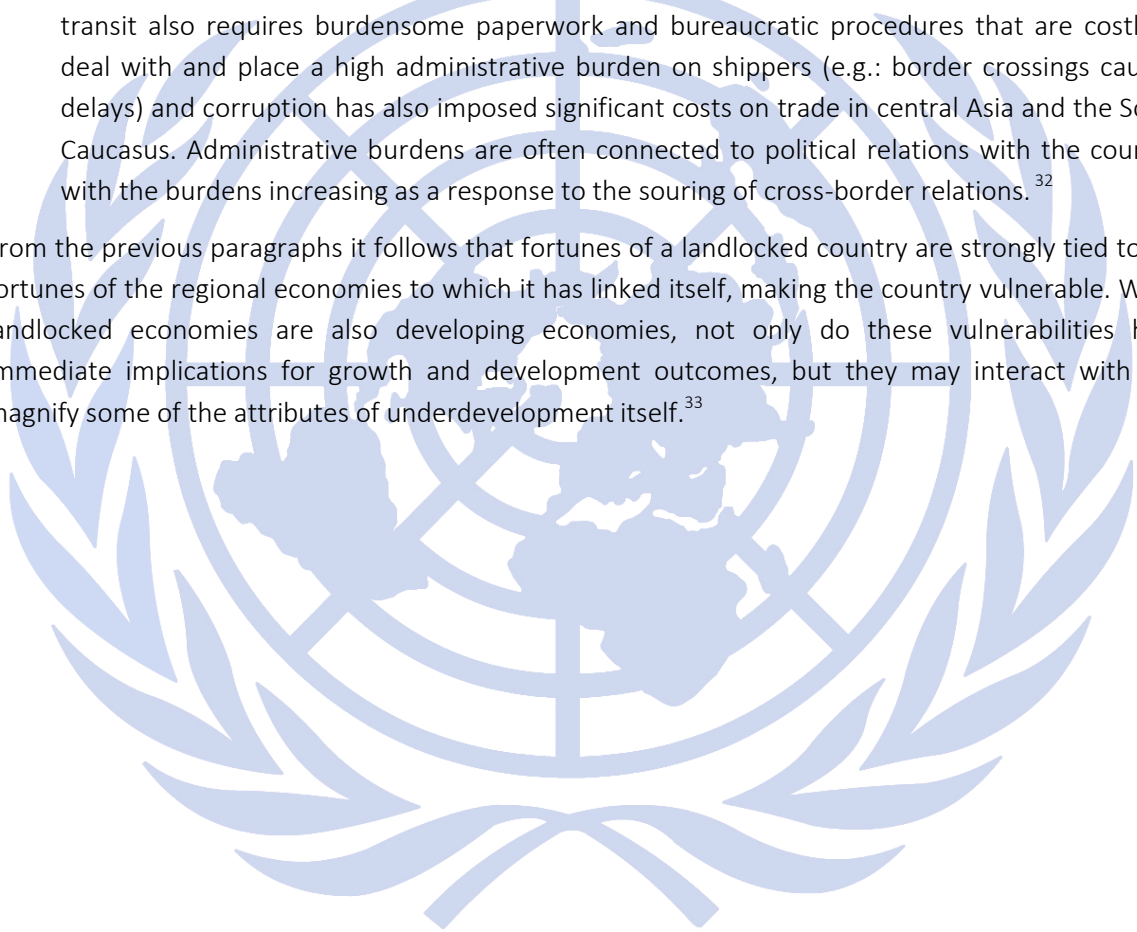 transit also requires burdensome paperwork and bureaucratic procedures that are costl
deal with and place a high administrative burden on shippers (e.g.: border crossings cau
delays) and corruption has also imposed significant costs on trade in central Asia and the So
Caucasus. Administrative burdens are often connected to political relations with the coun
with the burdens increasing as a response to the souring of cross-border relations. 32
rom the previous paragraphs it follows that fortunes of a landlocked country are strongly tied to
ortunes of the regional economies to which it has linked itself, making the country vulnerable. W
andlocked economies are also developing economies, not only do these vulnerabilities h
mmediate implications for growth and development outcomes, but they may interact with
nagnify some of the attributes of underdevelopment itself.33